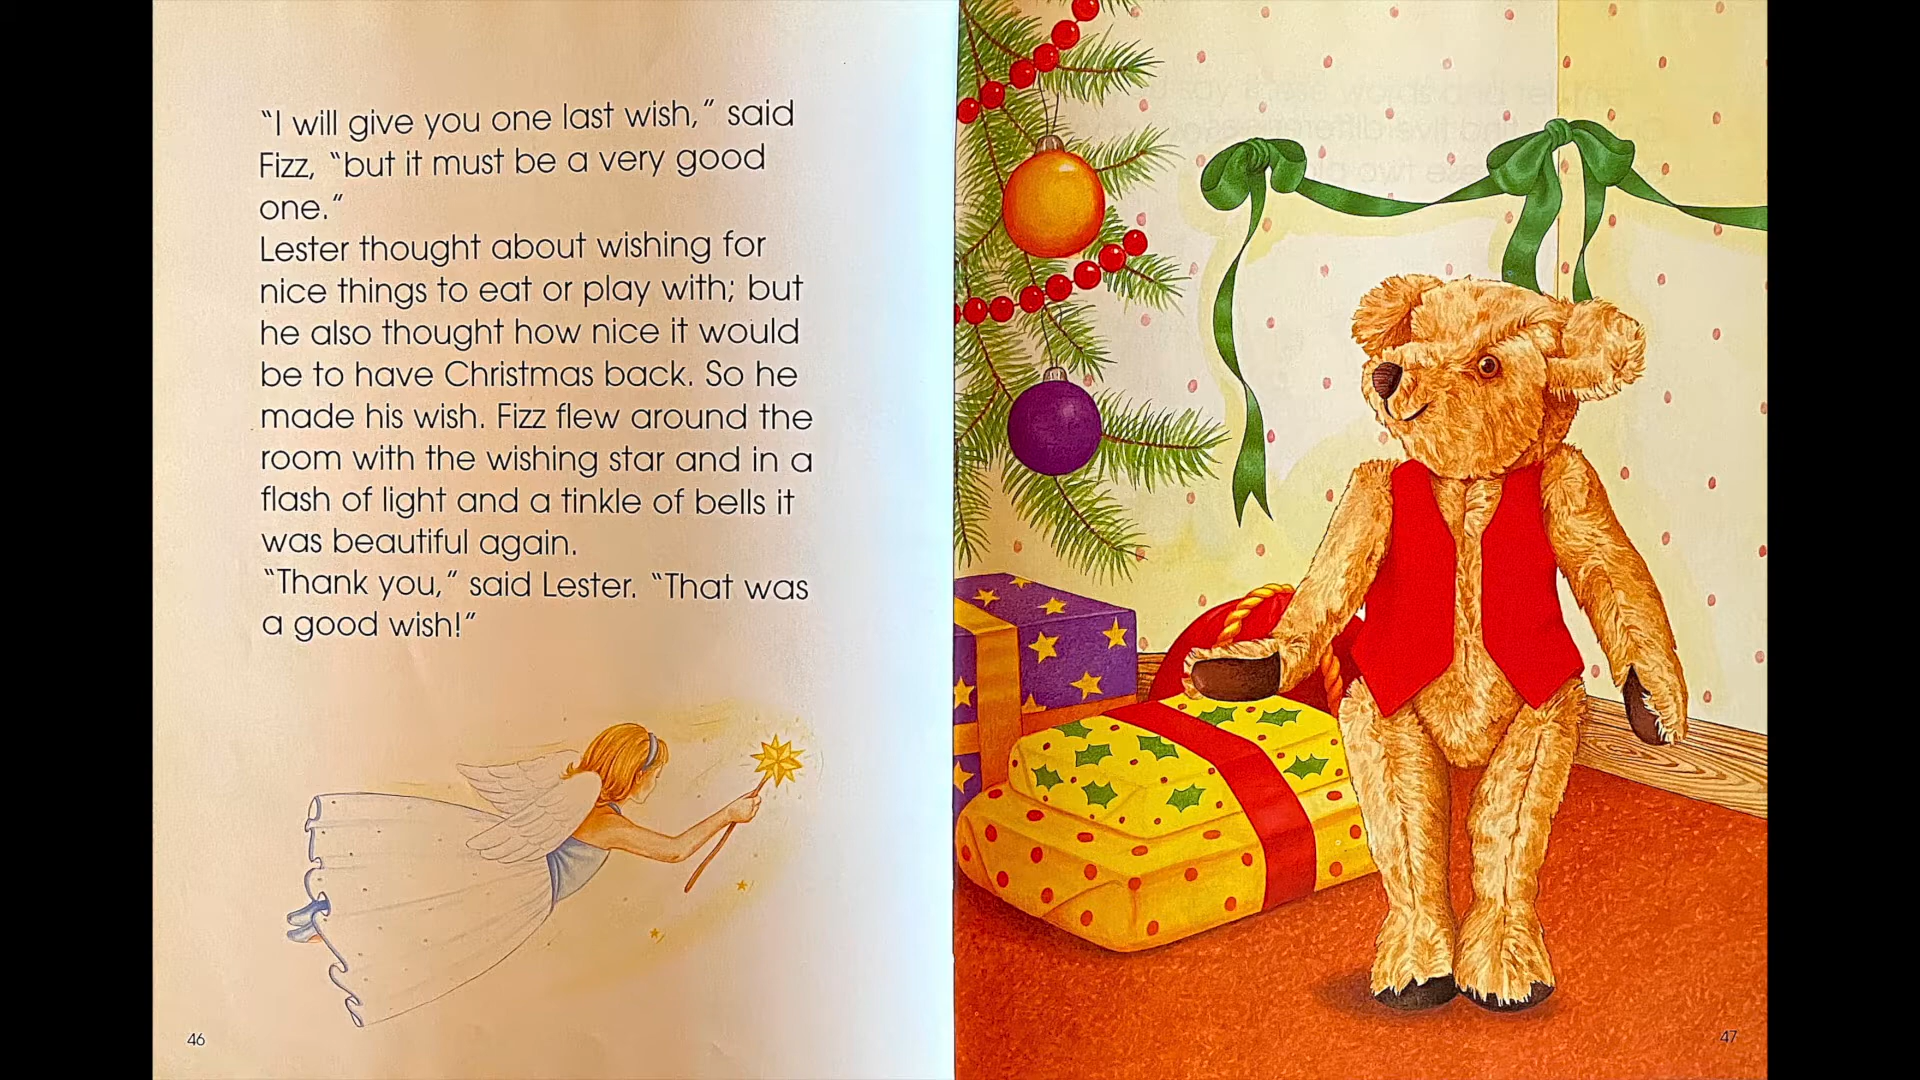 “I will give you one last wish,” said
Fizz, “but it must be a very good
one.”
Lester thought about wishing for
nice things to eat or play with; but
he also thought how nice it would
be to have Christmas back. So he
made his wish. Fizz flew around the
room with the wishing star and in a
flash of light and a tinkle of bells it
was beautiful again.
“Thank you,” said Lester. “That was
a good wish!”
46
47